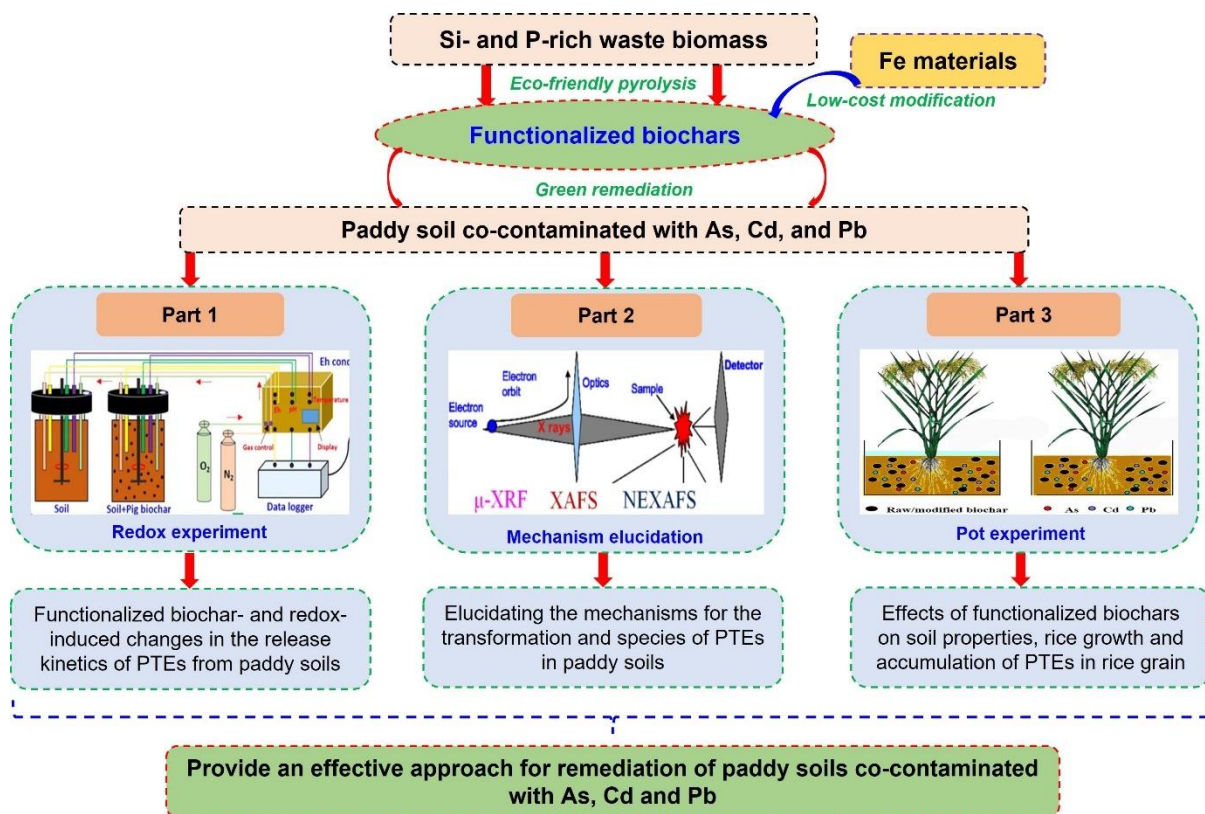 Si- and P-rich waste biomass
Fe materials
Eco-friendly pyrolysis
Low-cost modification
Functionalized biochars
Green remediation
Paddy soil co-contaminated with As, Cd, and Pb
Part 1
Eh conc
Eh
pH
Temperature
Gas control
Display
O2
N2
Soil
Soil+Pig biochar
Data logger
Redox experiment
Part 2
Electron
orbit
Optics
Sample
Detector
Electron
source
X rays
μ-XRF
XAFS
NEXAFS
Mechanism elucidation
Part 3
Raw/modified biochar
As
Cd
Pb
Pot experiment
Functionalized biochar- and redox-
induced changes in the release
kinetics of PTEs from paddy soils
Elucidating the mechanisms for the
transformation and species of PTEs
in paddy soils
Effects of functionalized biochars
on soil properties, rice growth and
accumulation of PTEs in rice grain
Provide an effective approach for remediation of paddy soils co-contaminated
with As, Cd and Pb